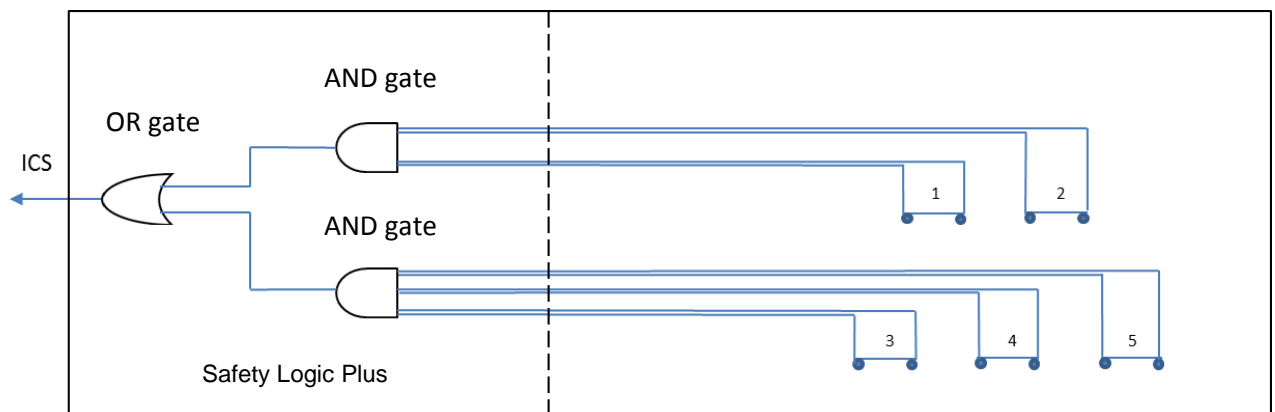 AND gate
OR gate
ICS
1
2
AND gate
3
4
5
Safety Logic Plus